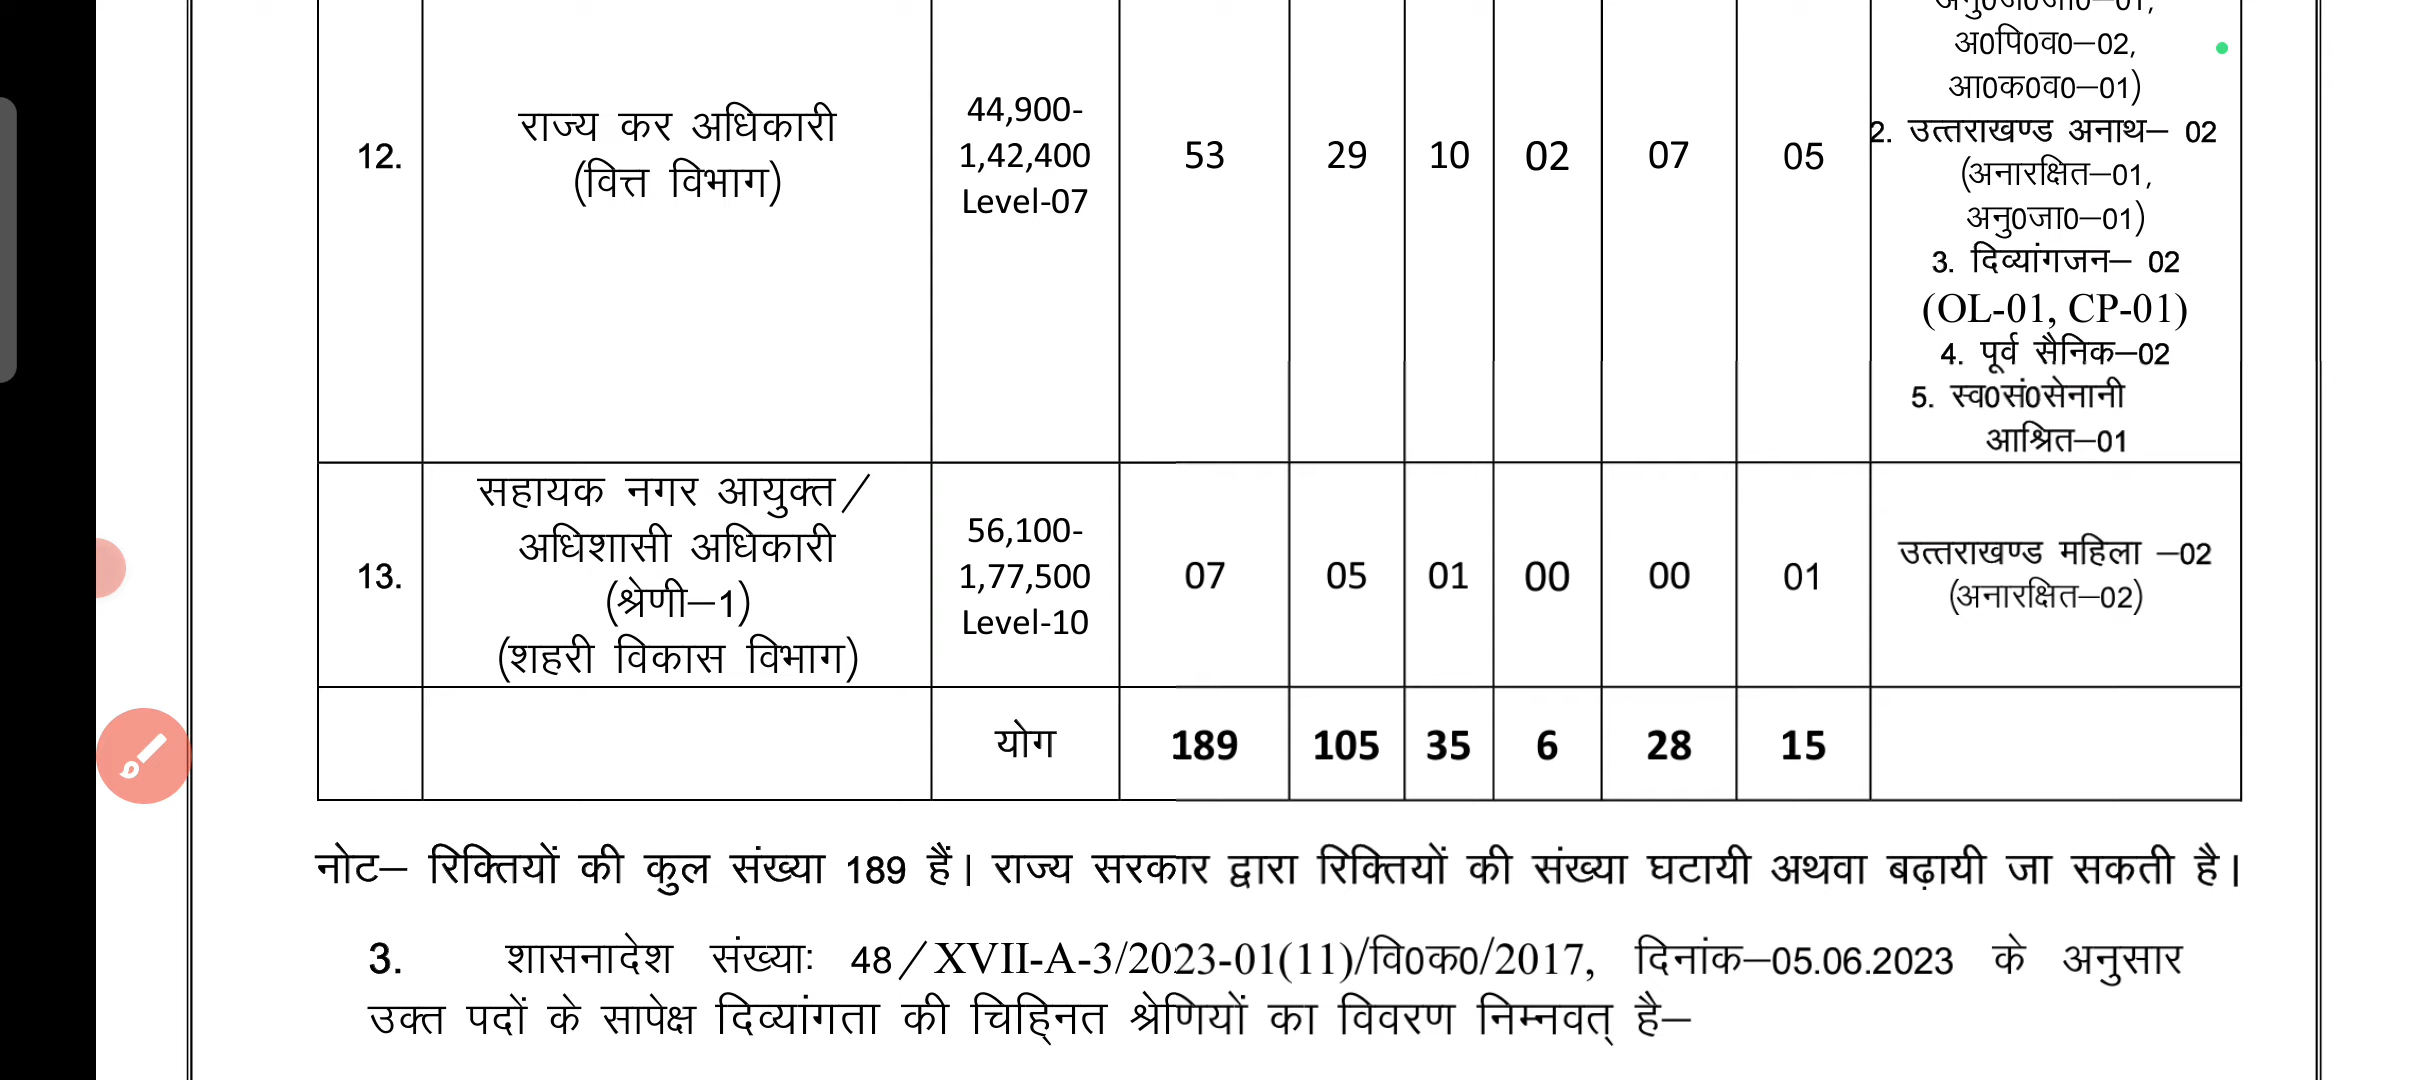 अनु0ज0जा0–01,
अ0पि0व0–02,
आ0क0व0–01)
12.
राज्य कर अधिकारी
(वित्त विभाग)
44,900-
1,42,400
Level-07
53
29
10
02
07
05
2. उत्तराखण्ड अनाथ– 02
(अनारक्षित–01,
अनु0जा0–01)
3. दिव्यांगजन– 02
(OL-01, CP-01)
4. पूर्व सैनिक–02
5. स्व0सं0सेनानी
आश्रित–01
13.
सहायक नगर आयुक्त/
अधिशासी अधिकारी
(श्रेणी–1)
(शहरी विकास विभाग)
56,100-
1,77,500
Level-10
07
05
01
00
00
01
उत्तराखण्ड महिला –02
(अनारक्षित–02)
योग
189
105
35
6
28
15
नोट– रिक्तियों की कुल संख्या 189 हैं। राज्य सरकार द्वारा रिक्तियों की संख्या घटायी अथवा बढ़ायी जा सकती है।
3. शासनादेश संख्याः 48/XVII-A-3/2023-01(11)/वि0क0/2017, दिनांक–05.06.2023 के अनुसार
उक्त पदों के सापेक्ष दिव्यांगता की चिह्नित श्रेणियों का विवरण निम्नवत् है–